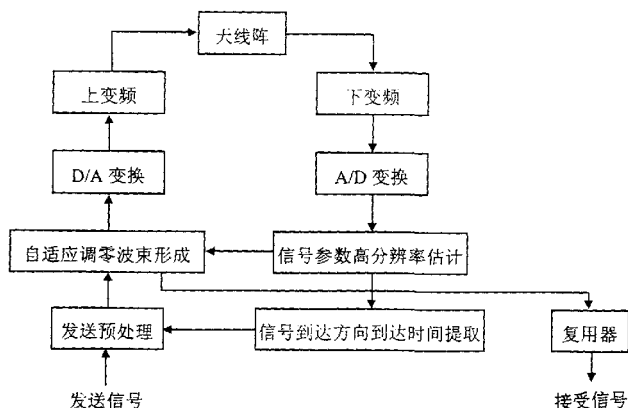 天线阵
上变频
下变频
D/A 变换
A/D 变换
自适应调零波束形成
信号参数高分辨率估计
发送预处理
信号到达方向到达时间提取
复用器
发送信号
接受信号